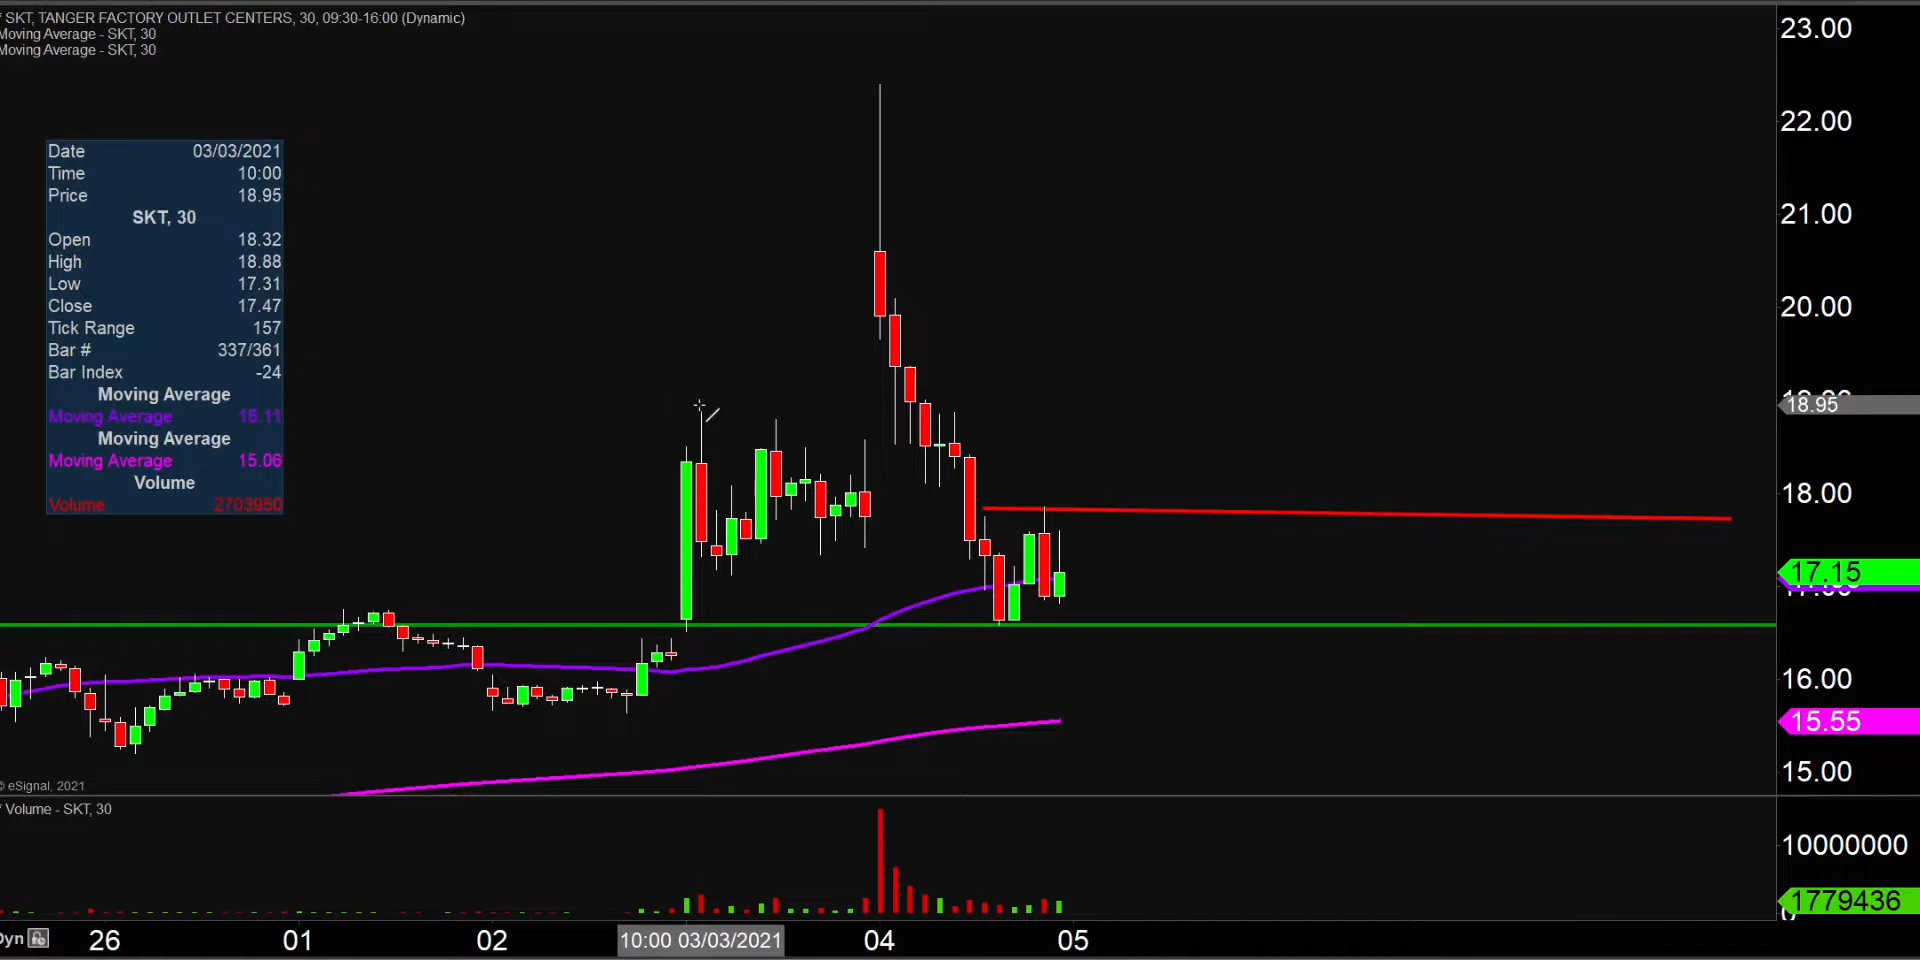 SKT, TANGER FACTORY OUTLET CENTERS, 30, 09:30-16:00 (Dynamic)
Moving Average - SKT, 30
Moving Average - SKT, 30
Date 03/03/2021
Time 10:00
Price 18.95
SKT, 30
Open 18.32
High 18.88
Low 17.31
Close 17.47
Tick Range 157
Bar # 337/361
Bar Index -24
Moving Average
Moving Average 16.11
Moving Average
Moving Average 15.06
Volume
Volume 2703950
23.00
22.00
21.00
20.00
18.95
18.00
17.15
16.00
15.55
15.00
© eSignal, 2021
Volume - SKT, 30
10000000
1779436
0
Dyn
26
01
02
10:00 03/03/2021
04
05